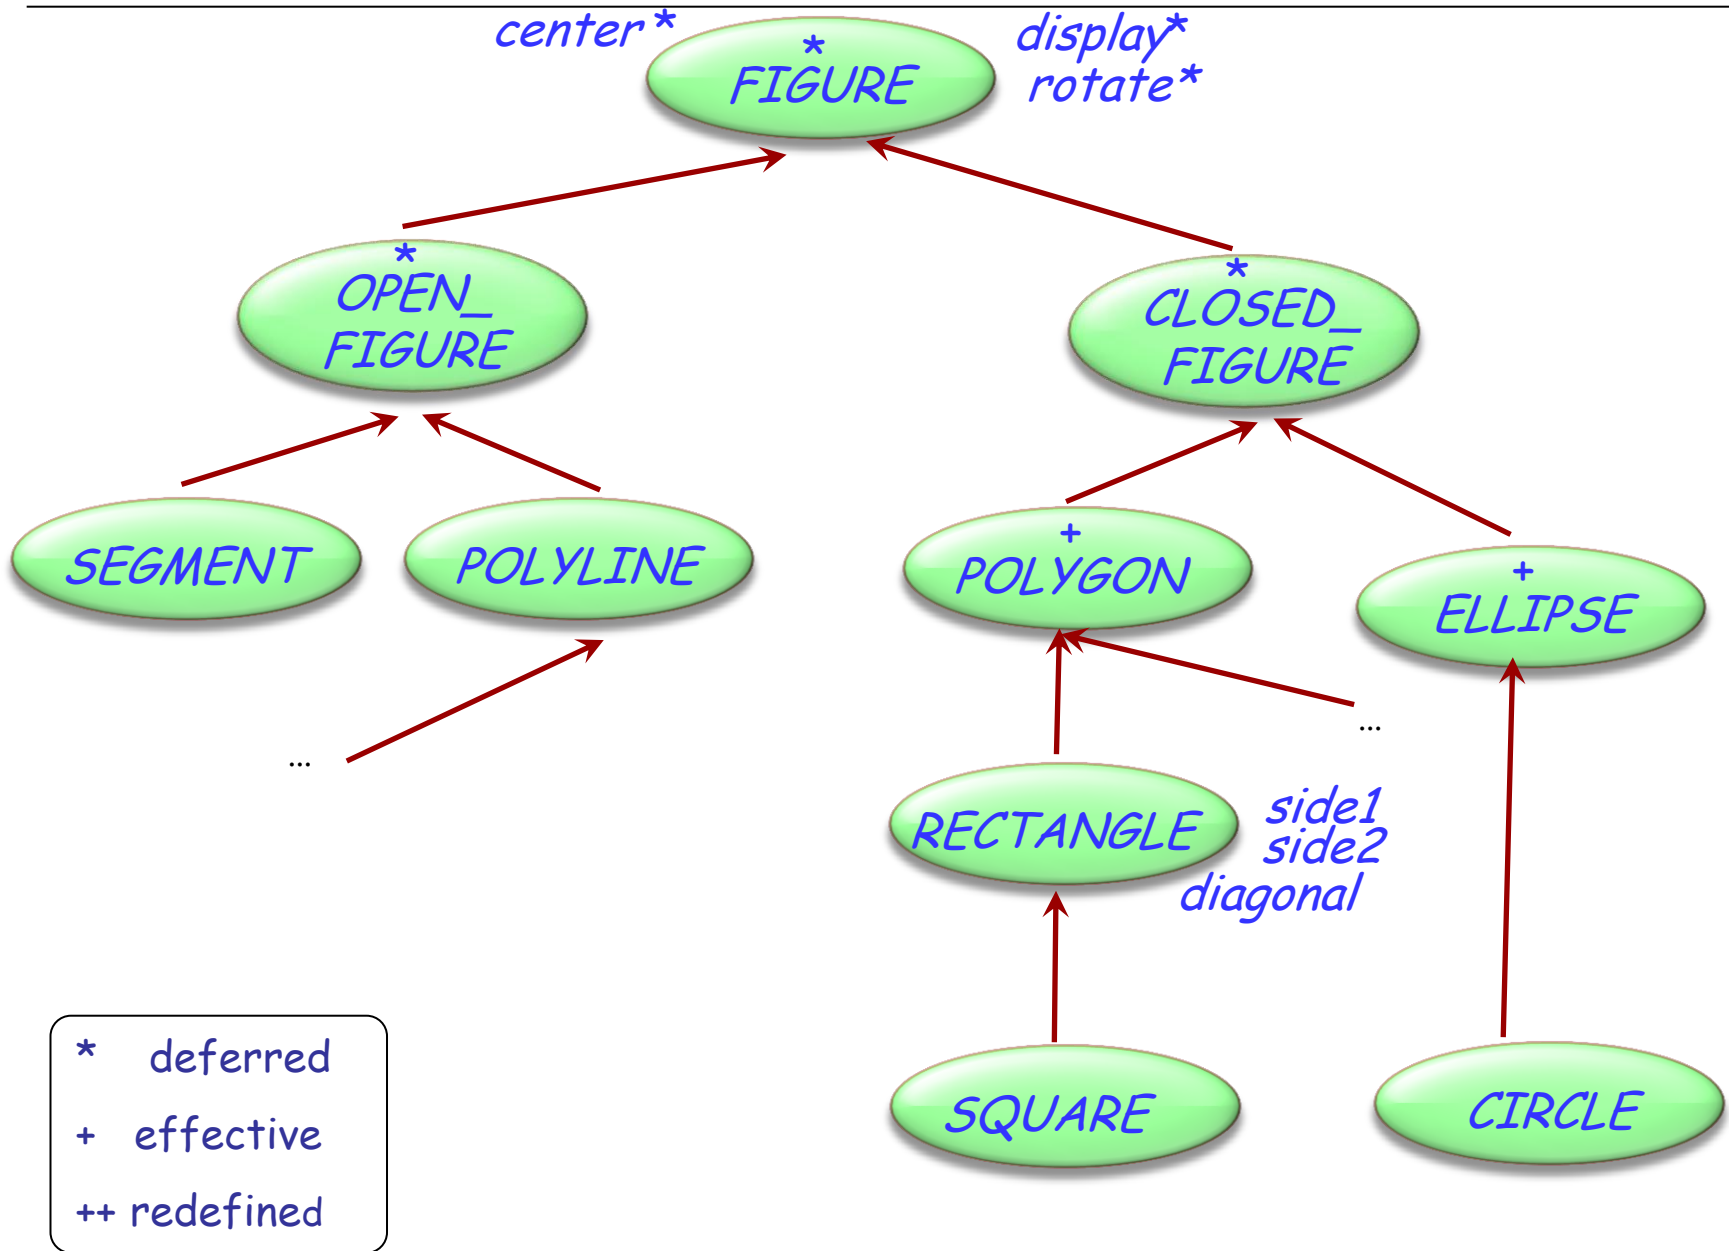 center*
*
FIGURE
display*
rotate*
*
OPEN_
FIGURE
*
CLOSED_
FIGURE
SEGMENT
POLYLINE
+
POLYGON
+
ELLIPSE
...
...
RECTANGLE
side1
side2
diagonal
SQUARE
CIRCLE
* deferred
+ effective
++ redefined